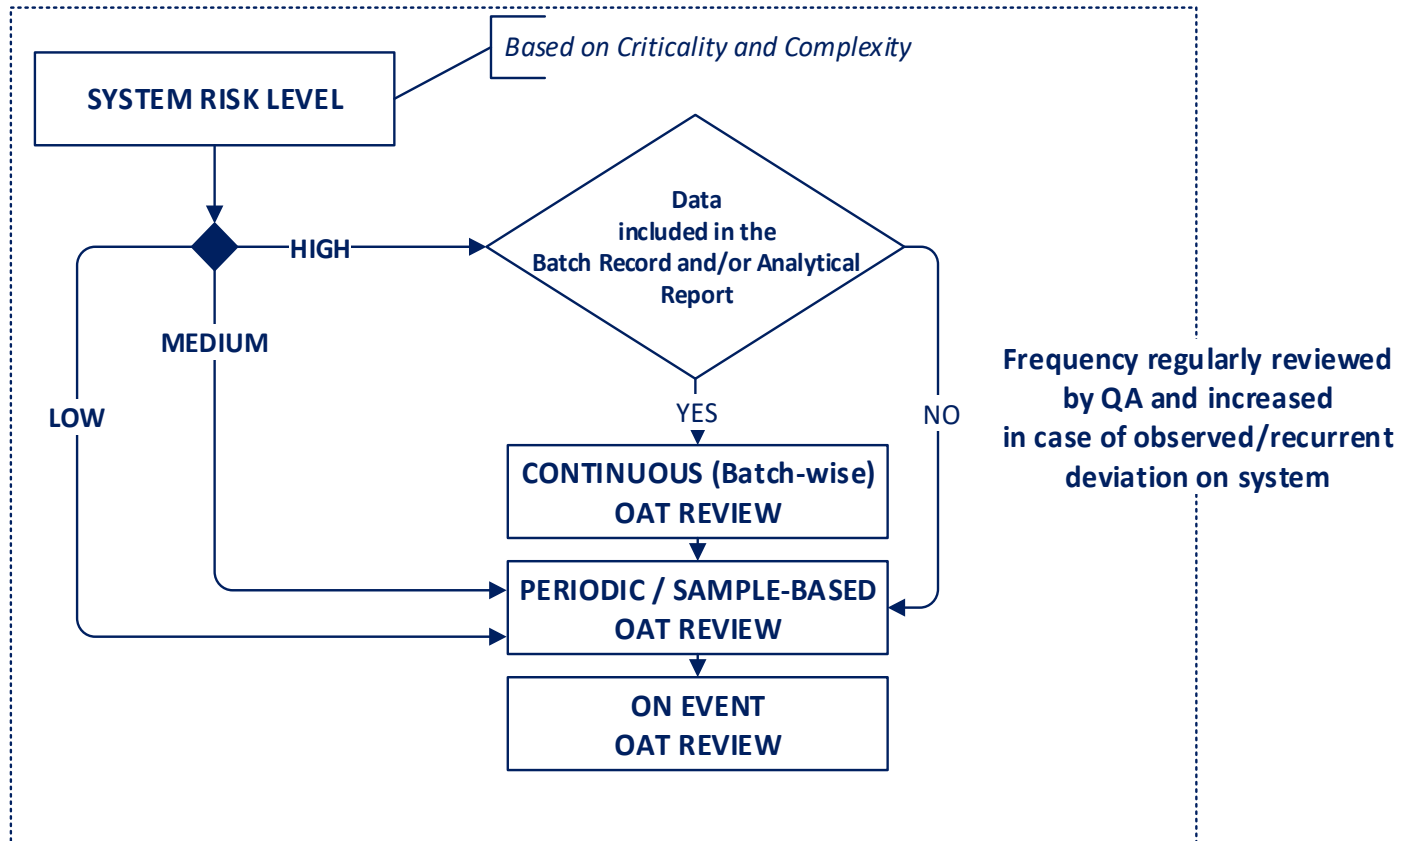 Based on Criticality and Complexity
SYSTEM RISK LEVEL
Data
included in the
Batch Record and/or Analytical
Report
HIGH
MEDIUM
LOW
YES
NO
Frequency regularly reviewed
by QA and increased
in case of observed/recurrent
deviation on system
CONTINUOUS (Batch-wise)
OAT REVIEW
PERIODIC / SAMPLE-BASED
OAT REVIEW
ON EVENT
OAT REVIEW